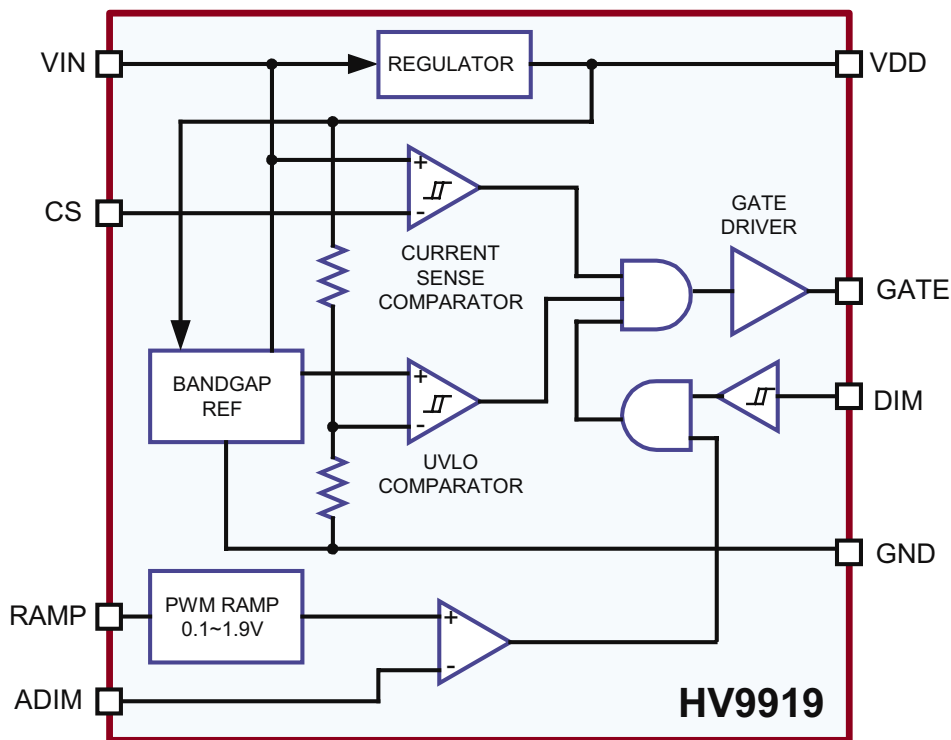 VIN
REGULATOR
VDD
+
-
CS
CURRENT
SENSE
COMPARATOR
GATE
DRIVER
GATE
BANDGAP
REF
+
-
DIM
UVLO
COMPARATOR
GND
RAMP
PWM RAMP
0.1~1.9V
+
-
ADIM
HV9919